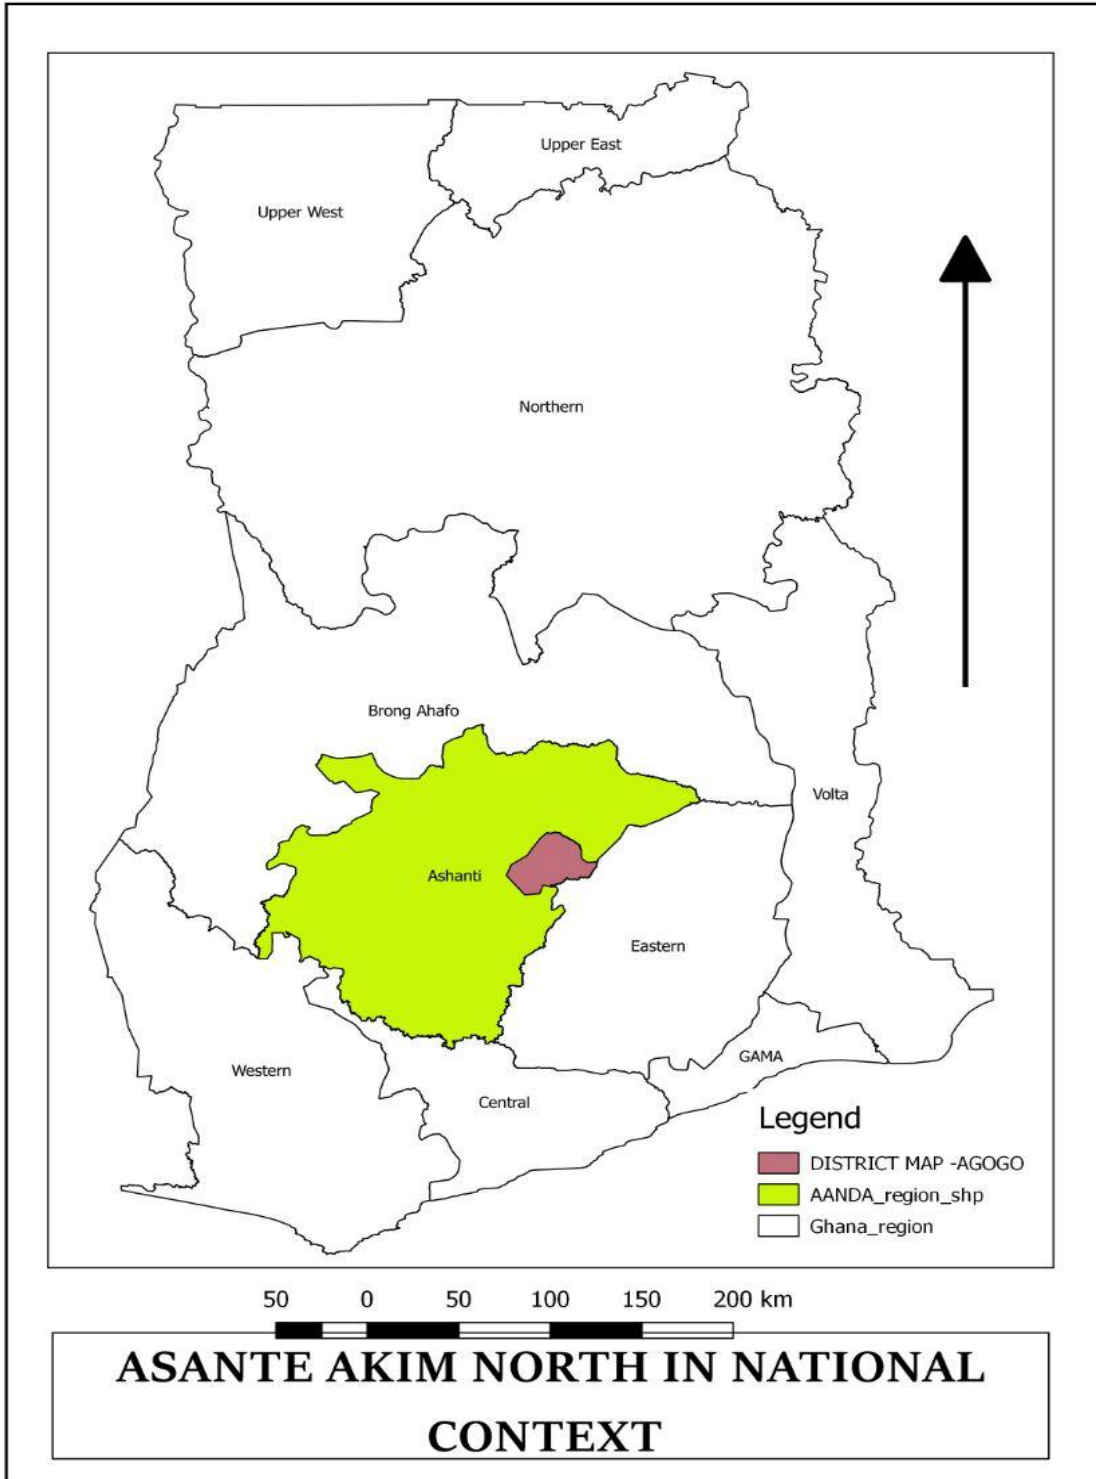 Upper East
Upper West
Northern
Brong Ahafo
Volta
Ashanti
Eastern
GAMA
Western
Central
Legend
DISTRICT MAP -AGOGO
AANDA_region_shp
Ghana_region
50 0 50 100 150 200 km
ASANTE AKIM NORTH IN NATIONAL
CONTEXT